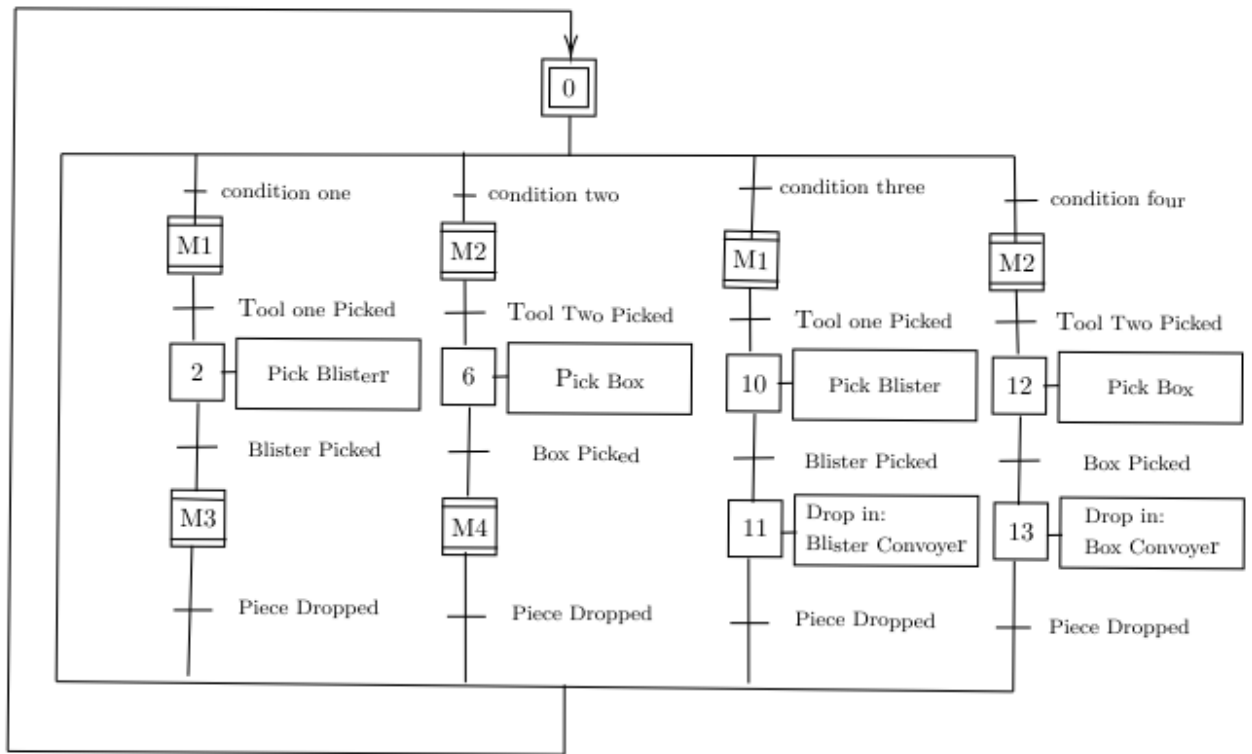 0
condition one
condition two
condition three
condition four
M1
M2
M1
M2
Tool one Picked
Tool Two Picked
Tool one Picked
Tool Two Picked
2
Pick Blisterr
6
Pick Box
10
Pick Blister
12
Pick Box
Blister Picked
Box Picked
Blister Picked
Box Picked
M3
M4
11
Drop in:
Blister Convoyer
13
Drop in:
Box Convoyer
Piece Dropped
Piece Dropped
Piece Dropped
Piece Dropped